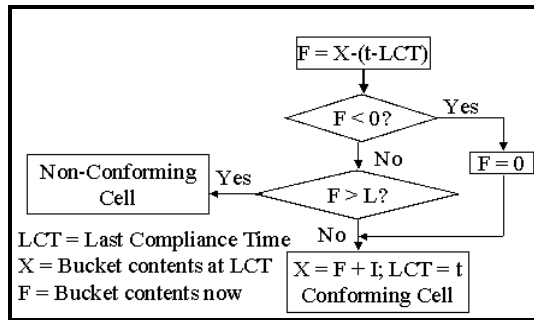 F = X-(t-LCT)
F < 0?
Yes
No
F = 0
Non-Conforming
Cell
Yes
F > L?
No
LCT = Last Compliance Time
X = Bucket contents at LCT
F = Bucket contents now
X = F + I; LCT = t
Conforming Cell